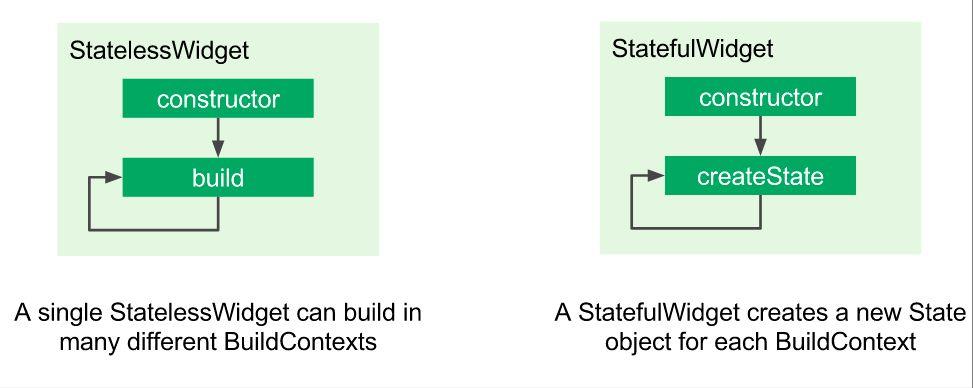 StatelessWidget
constructor
build
A single StatelessWidget can build in
many different BuildContexts
StatefulWidget
constructor
createState
A StatefulWidget creates a new State
object for each BuildContext